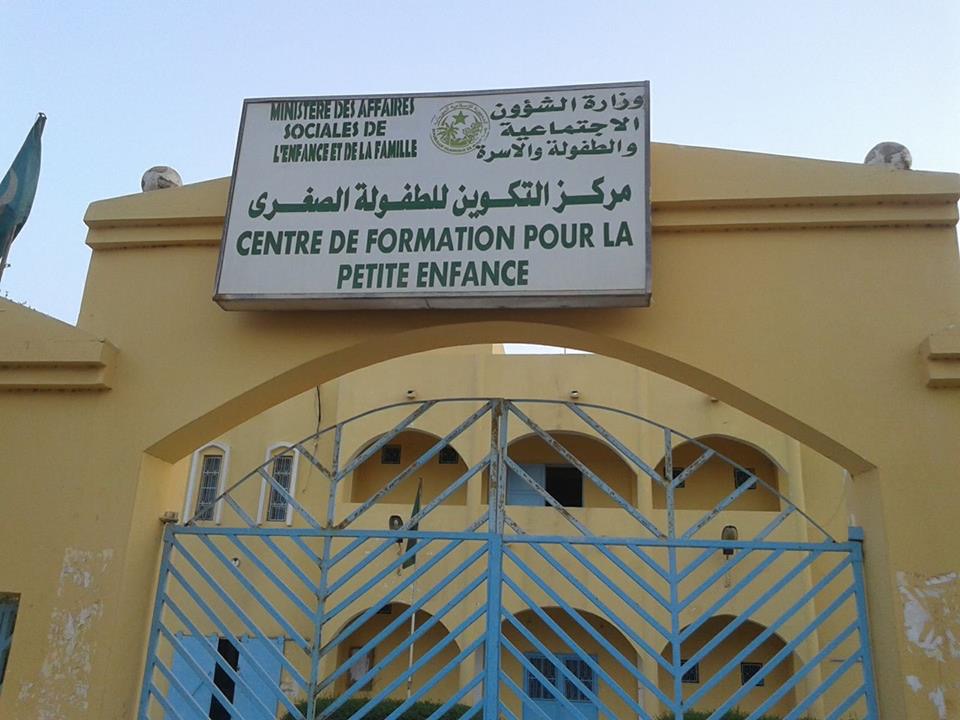 MINISTERE DES AFFAIRES
SOCIALES DE
L'ENFANCE ET DE LA FAMILLE
وزارة الشؤون
الاجتماعية
والطفولة والاسرة
مركز التكوين للطفولة الصغرى
CENTRE DE FORMATION POUR LA
PETITE ENFANCE